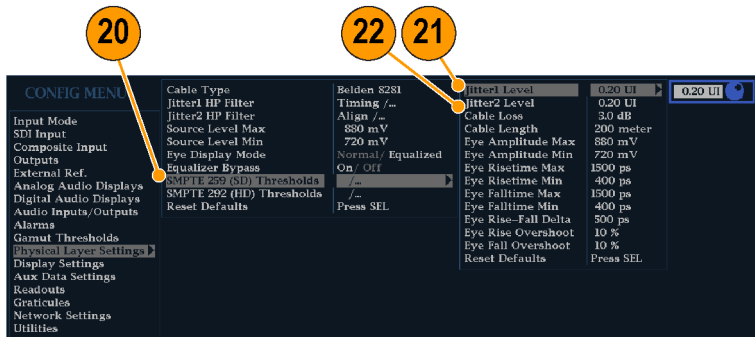 20
22
21
CONFIG MENU
Input Mode
SDI Input
Composite Input
Outputs
External Ref.
Analog Audio Displays
Digital Audio Displays
Audio Inputs/Outputs
Alarms
Gamut Thresholds
Physical Layer Settings
Display Settings
Aux Data Settings
Readouts
Graticules
Network Settings
Utilities
Cable Type Belden 8281
Jitter1 HP Filter Timing /...
Jitter2 HP Filter Align /...
Source Level Max 880 mV
Source Level Min 720 mV
Eye Display Mode Normal/ Equalized
Equalizer Bypass On/ Off
SMPTE 259 (SD) Thresholds /...
SMPTE 292 (HD) Thresholds /...
Reset Defaults Press SEL
Jitter1 Level 0.20 UI
Jitter2 Level 0.20 UI
Cable Loss 3.0 dB
Cable Length 200 meter
Eye Amplitude Max 880 mV
Eye Amplitude Min 720 mV
Eye Risetime Max 1500 ps
Eye Risetime Min 400 ps
Eye Falltime Max 1500 ps
Eye Falltime Min 400 ps
Eye Rise-Fall Delta 500 ps
Eye Rise Overshoot 10 %
Eye Fall Overshoot 10 %
Reset Defaults Press SEL
0.20 UI